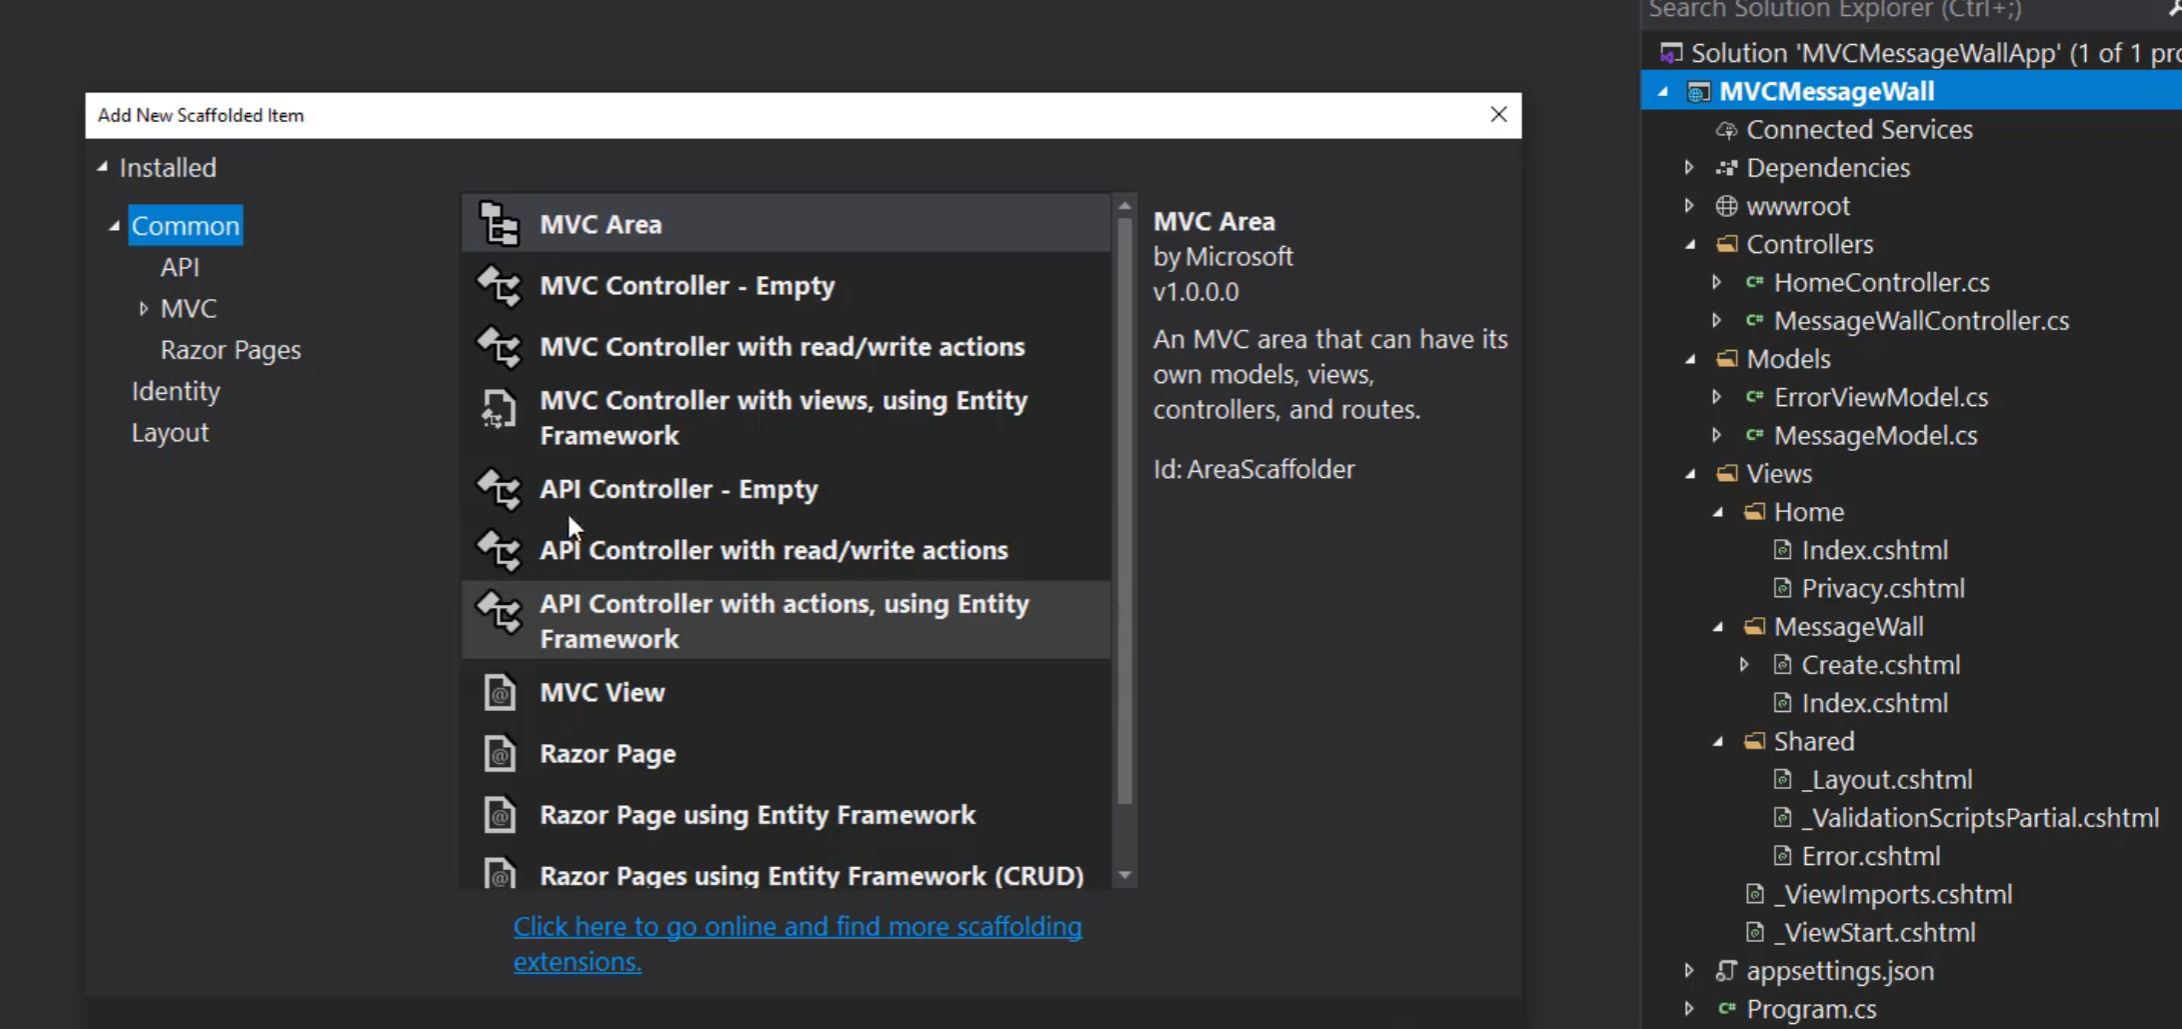 Search Solution Explorer (Ctrl+;)
Solution 'MVCMessageWallApp' (1 of 1 pro
MVCMessageWall
Connected Services
Dependencies
wwwroot
Controllers
C# HomeController.cs
C# MessageWallController.cs
Models
C# ErrorViewModel.cs
C# MessageModel.cs
Views
Home
Index.cshtml
Privacy.cshtml
MessageWall
Create.cshtml
Index.cshtml
Shared
_Layout.cshtml
_ValidationScriptsPartial.cshtml
Error.cshtml
_ViewImports.cshtml
_ViewStart.cshtml
appsettings.json
C# Program.cs
Add New Scaffolded Item
Installed
Common
API
MVC
Razor Pages
Identity
Layout
MVC Area
MVC Controller - Empty
MVC Controller with read/write actions
MVC Controller with views, using Entity
Framework
API Controller - Empty
API Controller with read/write actions
API Controller with actions, using Entity
Framework
MVC View
Razor Page
Razor Page using Entity Framework
Razor Pages using Entity Framework (CRUD)
Click here to go online and find more scaffolding
extensions.
MVC Area
by Microsoft
v1.0.0.0
An MVC area that can have its
own models, views,
controllers, and routes.
Id: AreaScaffolder